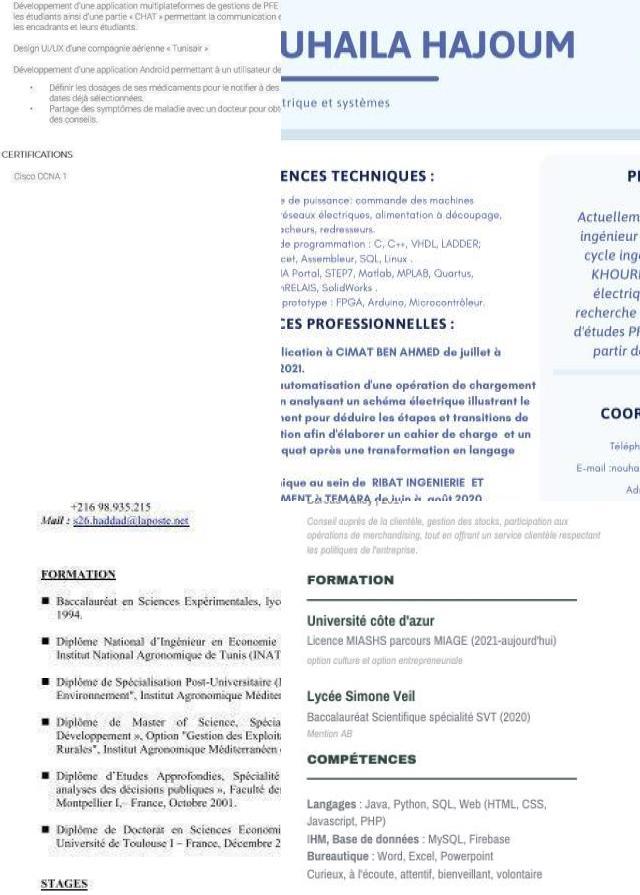 Développement d'une application multiplateformes de gestions de PFE
les étudiants ainsi d'une partie « CHAT » permettant la communication e
les encadrants et leurs étudiants.
Design UI/UX d'une compagnie aérienne « Tunisair »
Développement d'une application Android permettant à un utilisateur de
• Définir les dosages de ses médicaments pour le notifier à des
dates déjà sélectionnées.
• Partage des symptômes de maladie avec un docteur pour obt
des conseils.
CERTIFICATIONS
Cisco CCNA 1
UHAILA HAJOUM
trique et systèmes
ENCES TECHNIQUES :
e de puissance: commande des machines
réseaux électriques, alimentation à découpage,
acheurs, redresseurs.
de programmation : C, C++, VHDL, LADDER;
cet, Assembleur, SQL, Linux .
IA Portal, STEP7, Matlab, MPLAB, Quartus,
nRELAIS, SolidWorks .
prototype : FPGA, Arduino, Microcontrôleur.
CES PROFESSIONNELLES :
lication à CIMAT BEN AHMED de juillet à
2021.
automatisation d'une opération de chargement
n analysant un schéma électrique illustrant le
nent pour déduire les étapes et transitions de
tion afin d'élaborer un cahier de charge et un
quat après une transformation en langage
ique au sein de RIBAT INGENIERIE ET
MENT à TEMARA de juin à août 2020
P
Actuellem
ingénieur
cycle ing
KHOURI
électriq
recherche
d'études P
partir d
COOR
Téléph
E-mail :nouha
Ad
+216 98.935.215
Mail : s26.haddad@laposte.net
FORMATION
■ Baccalauréat en Sciences Expérimentales, lyc
1994.
■ Diplôme National d'Ingénieur en Economie
Institut National Agronomique de Tunis (INAT
■ Diplôme de Spécialisation Post-Universitaire (
Environnement", Institut Agronomique Méditer
■ Diplôme de Master of Science, Spécia
Développement », Option "Gestion des Exploita
Rurales", Institut Agronomique Méditerranéen
■ Diplôme d'Etudes Approfondies, Spécialité
analyses des décisions publiques », Faculté de
Montpellier I,– France, Octobre 2001.
■ Diplôme de Doctorat en Sciences Economi
Université de Toulouse I – France, Décembre 2
STAGES
Conseil auprès de la clientèle, gestion des stocks, participation aux
opérations de merchandising, tout en offrant un service clientèle respectant
les politiques de l'entreprise.
FORMATION
Université côte d'azur
Licence MIASHS parcours MIAGE (2021-aujourd'hui)
option culture et option entrepreneuriale
Lycée Simone Veil
Baccalauréat Scientifique spécialité SVT (2020)
Mention AB
COMPÉTENCES
Langages : Java, Python, SQL, Web (HTML, CSS,
Javascript, PHP)
IHM, Base de données : MySQL, Firebase
Bureautique : Word, Excel, Powerpoint
Curieux, à l'écoute, attentif, bienveillant, volontaire